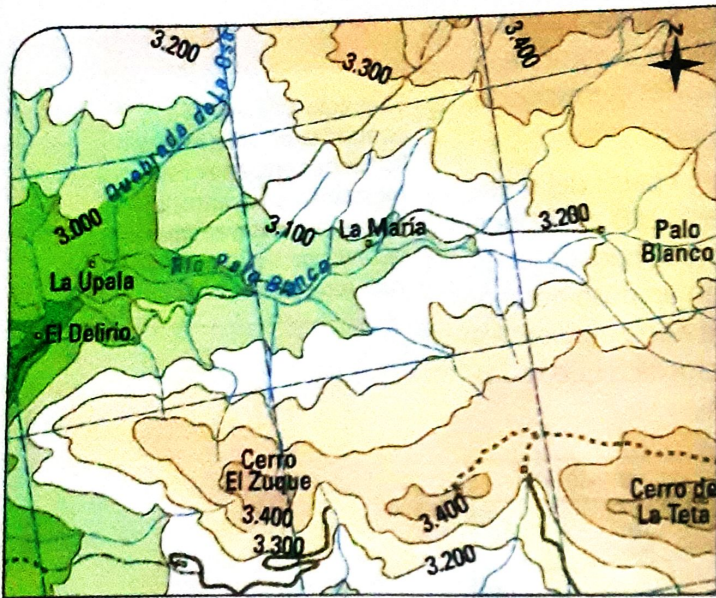 3.200
Quebrada de la Osa
3.300
3.400
N
3.000
3.100
La María
3.200
Palo
Blanco
La Upala
Río Palo Blanco
El Delirio
Cerro
El Zuque
3.400
3.300
3.400
3.200
Cerro de
La Teta